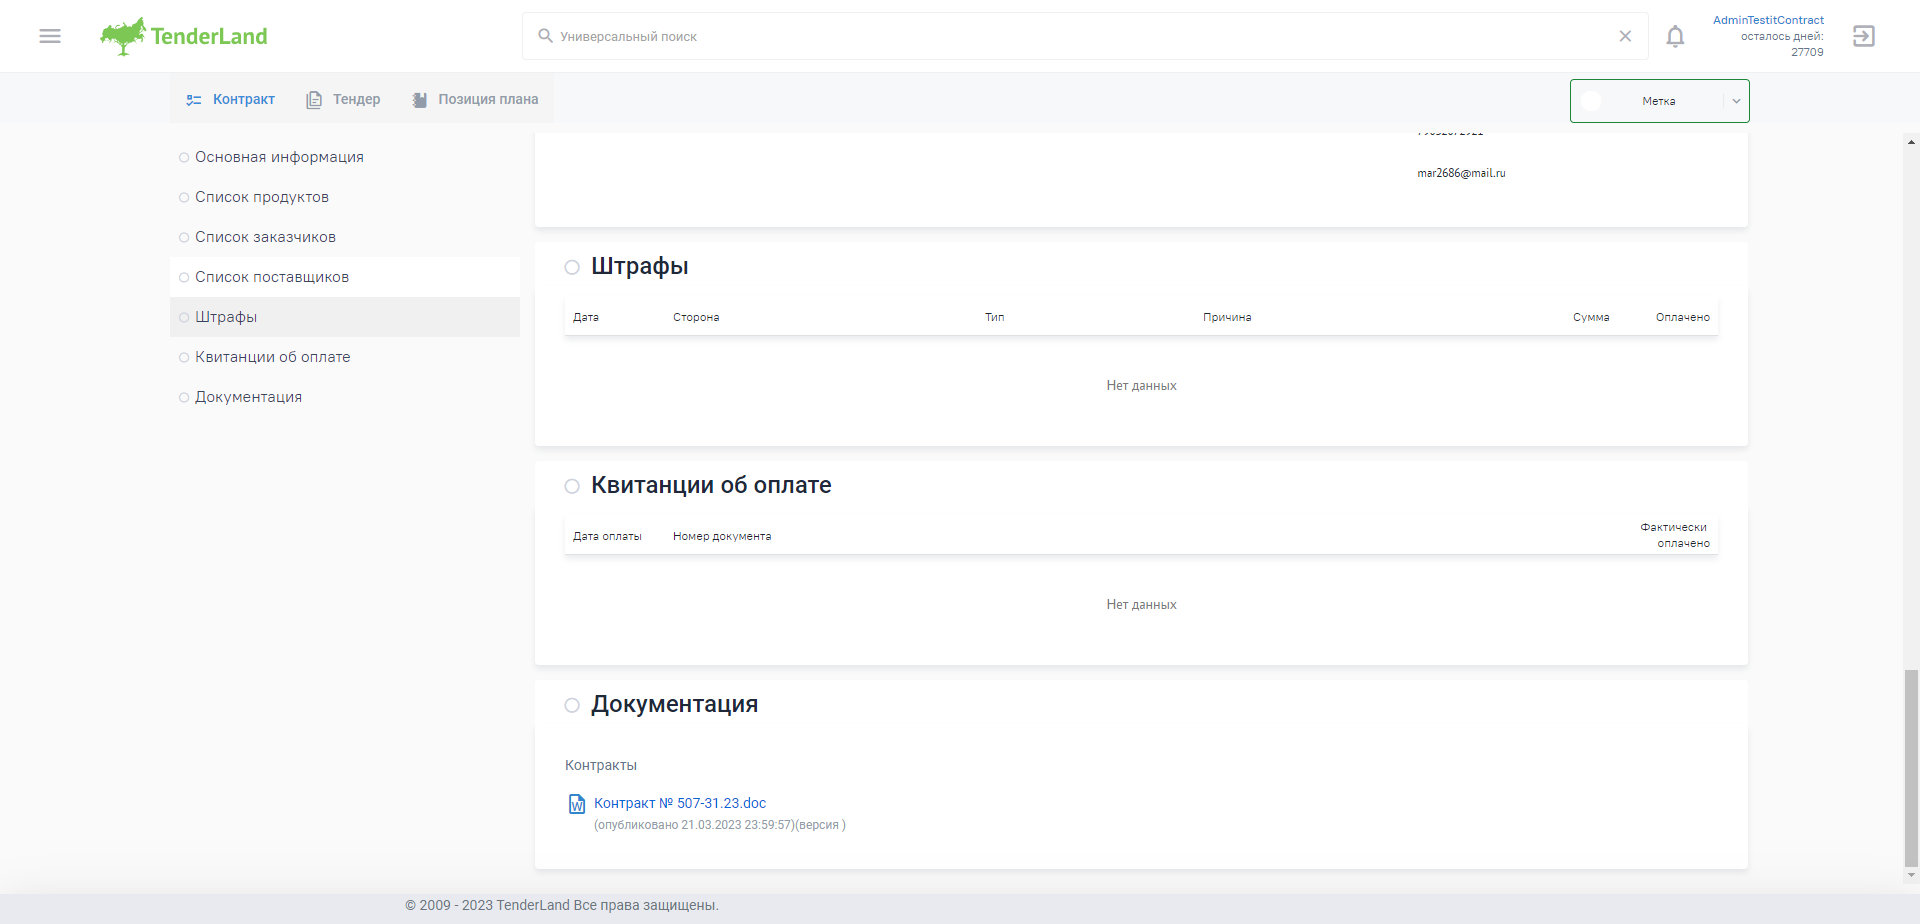 TenderLand
Универсальный поиск
AdminTestitContract
осталось дней:
27709
Контракт
Тендер
Позиция плана
Метка
Основная информация
Список продуктов
Список заказчиков
Список поставщиков
Штрафы
Квитанции об оплате
Документация
mar2686@mail.ru
Штрафы
Дата Сторона Тип Причина Сумма Оплачено
Нет данных
Квитанции об оплате
Дата оплаты Номер документа Фактически оплачено
Нет данных
Документация
Контракты
Контракт № 507-31.23.doc
(опубликовано 21.03.2023 23:59:57)(версия )
© 2009 - 2023 TenderLand Все права защищены.